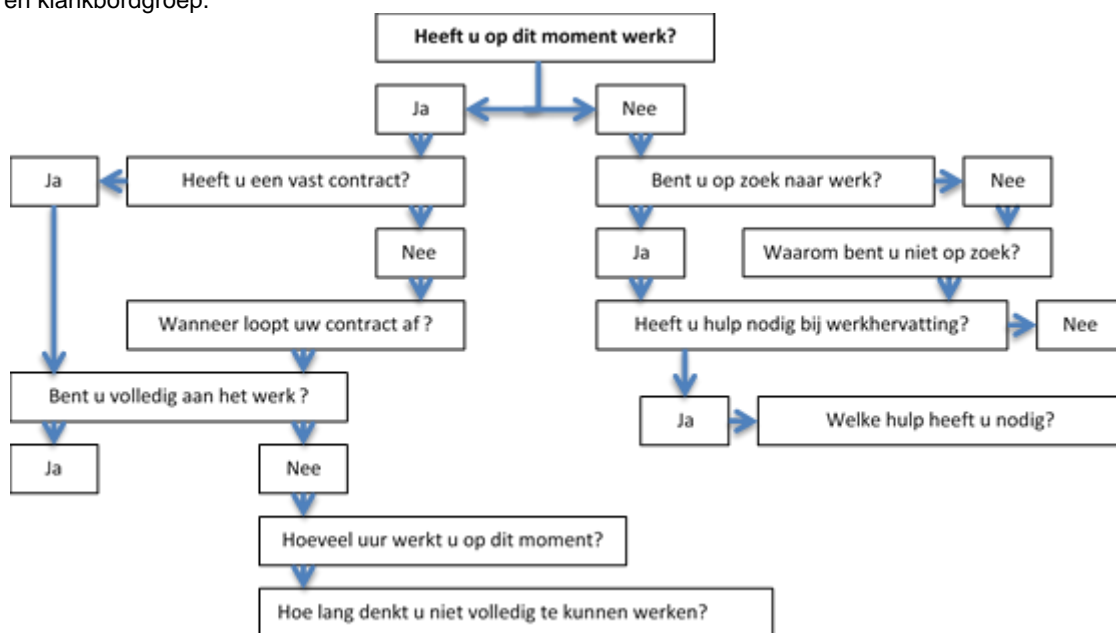 en klankbordgroep.
Heeft u op dit moment werk?
Ja
Nee
Ja
Heeft u een vast contract?
Bent u op zoek naar werk?
Nee
Nee
Ja
Waarom bent u niet op zoek?
Wanneer loopt uw contract af?
Heeft u hulp nodig bij werkhervatting?
Nee
Bent u volledig aan het werk?
Ja
Welke hulp heeft u nodig?
Ja
Nee
Hoeveel uur werkt u op dit moment?
Hoe lang denkt u niet volledig te kunnen werken?